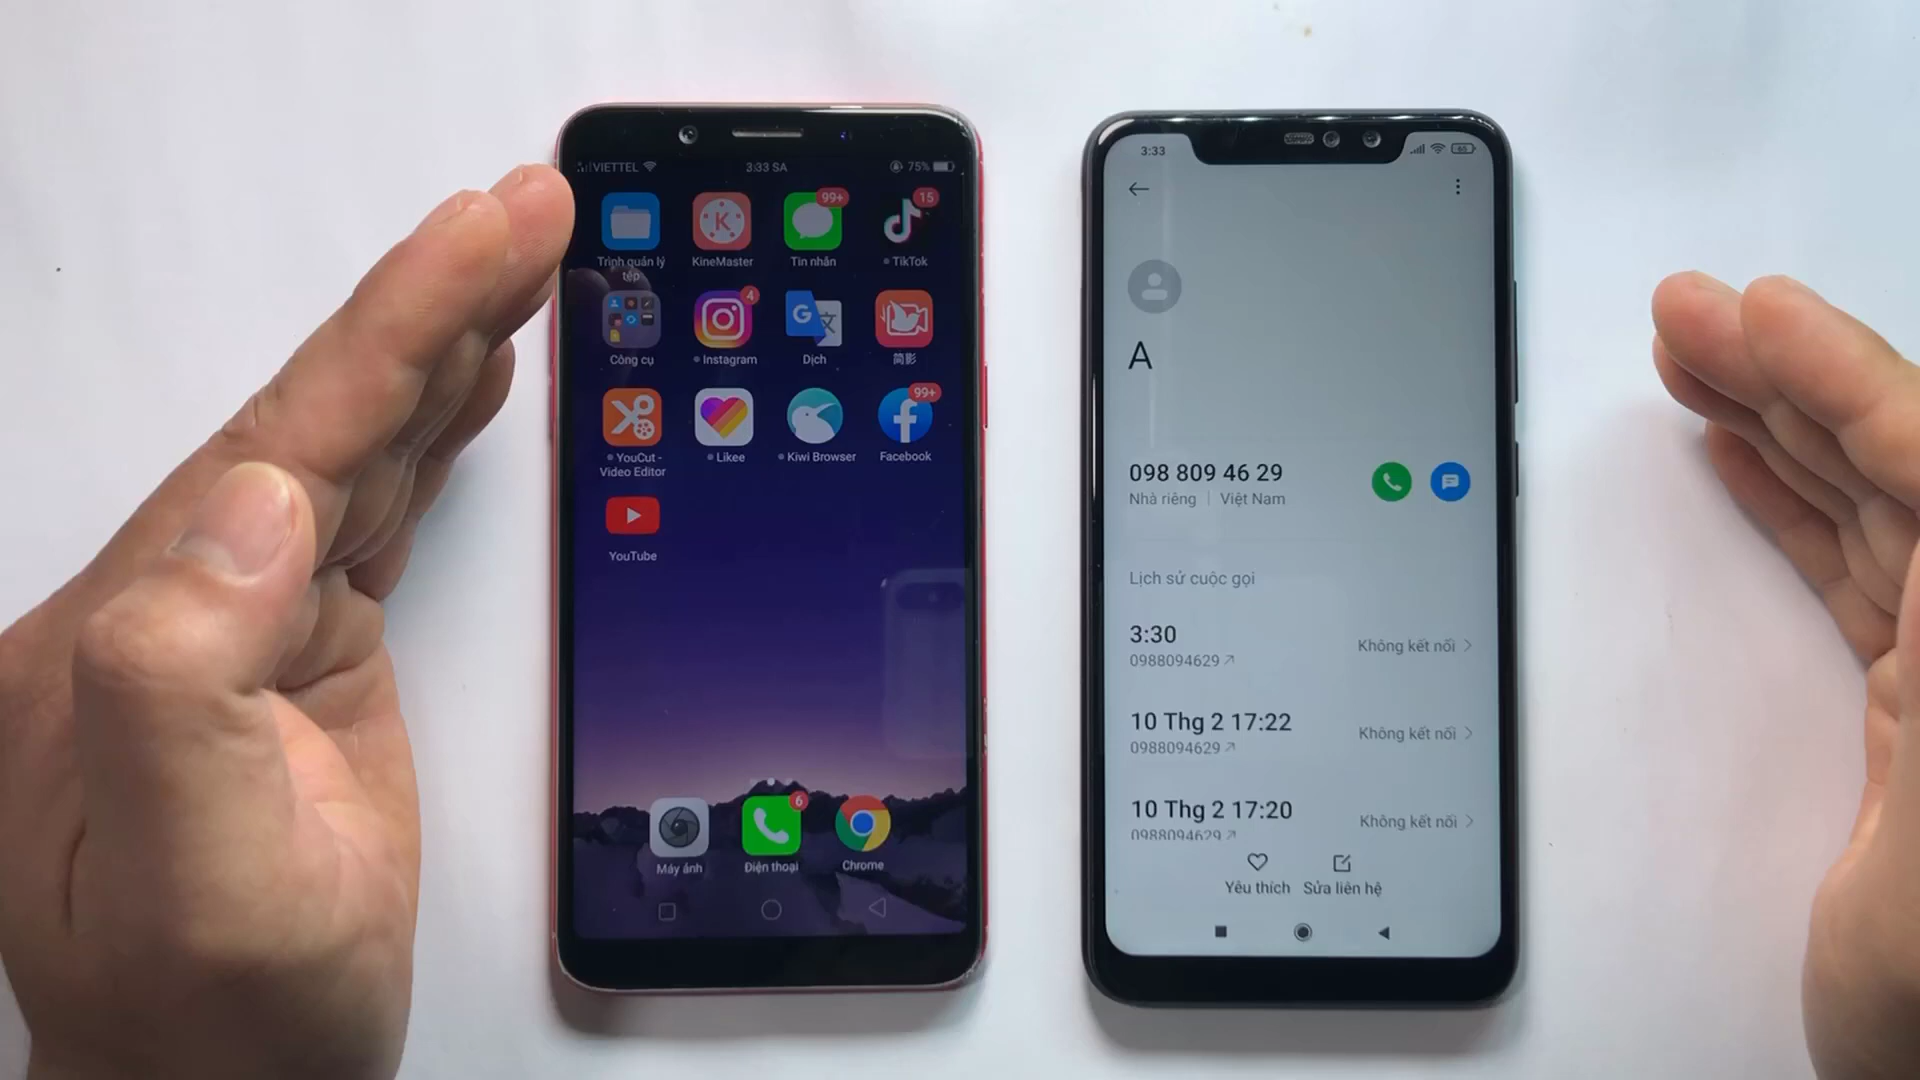 VIETTEL
3:33 SA
75%
Trình quản lý
tệp
KineMaster
99+
Tin nhắn
15
TikTok
Công cụ
4
Instagram
G 文
Dịch
简影
YouCut -
Video Editor
Likee
Kiwi Browser
99+
Facebook
YouTube
Máy ảnh
6
Điện thoại
Chrome
3:33
65
A
098 809 46 29
Nhà riêng | Việt Nam
Lịch sử cuộc gọi
3:30
0988094629
Không kết nối
10 Thg 2 17:22
0988094629
Không kết nối
10 Thg 2 17:20
0988094629
Không kết nối
Yêu thích
Sửa liên hệ